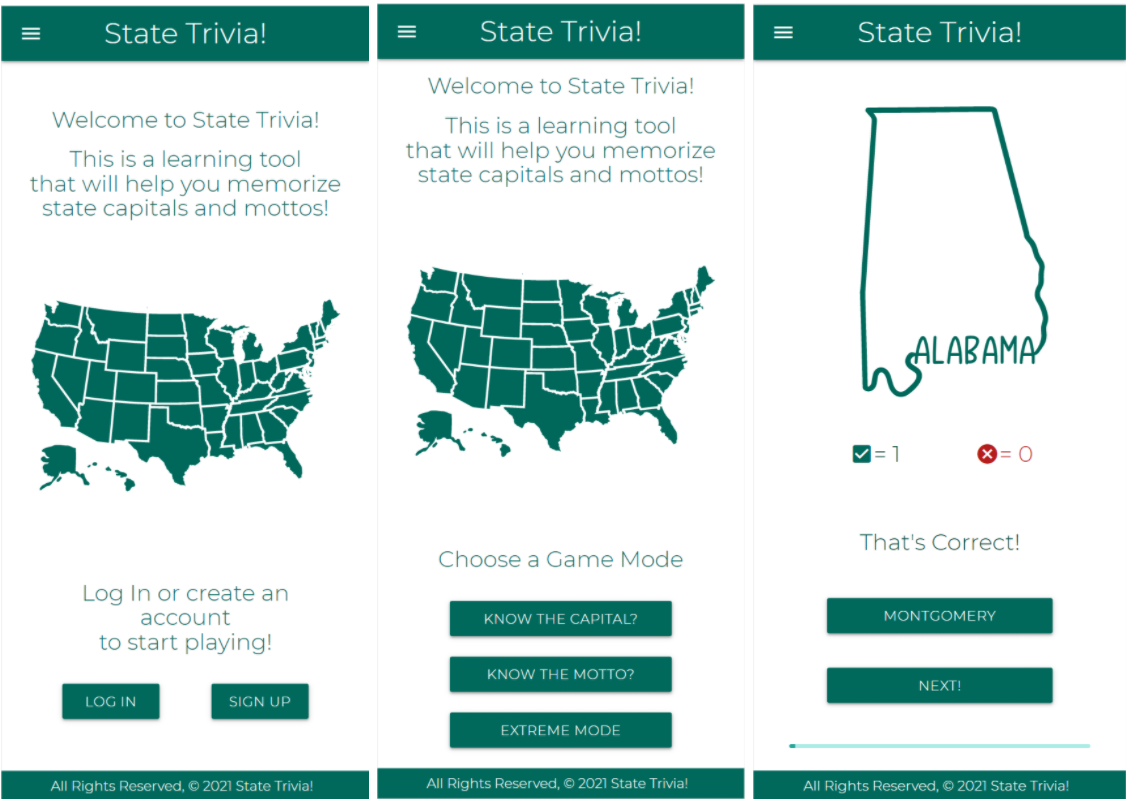 State Trivia!
Welcome to State Trivia!
This is a learning tool
that will help you memorize
state capitals and mottos!
Log In or create an
account
to start playing!
LOG IN
SIGN UP
All Rights Reserved, © 2021 State Trivia!
State Trivia!
Welcome to State Trivia!
This is a learning tool
that will help you memorize
state capitals and mottos!
Choose a Game Mode
KNOW THE CAPITAL?
KNOW THE MOTTO?
EXTREME MODE
All Rights Reserved, © 2021 State Trivia!
State Trivia!
ALABAMA
= 1
= 0
That's Correct!
MONTGOMERY
NEXT!
All Rights Reserved, © 2021 State Trivia!